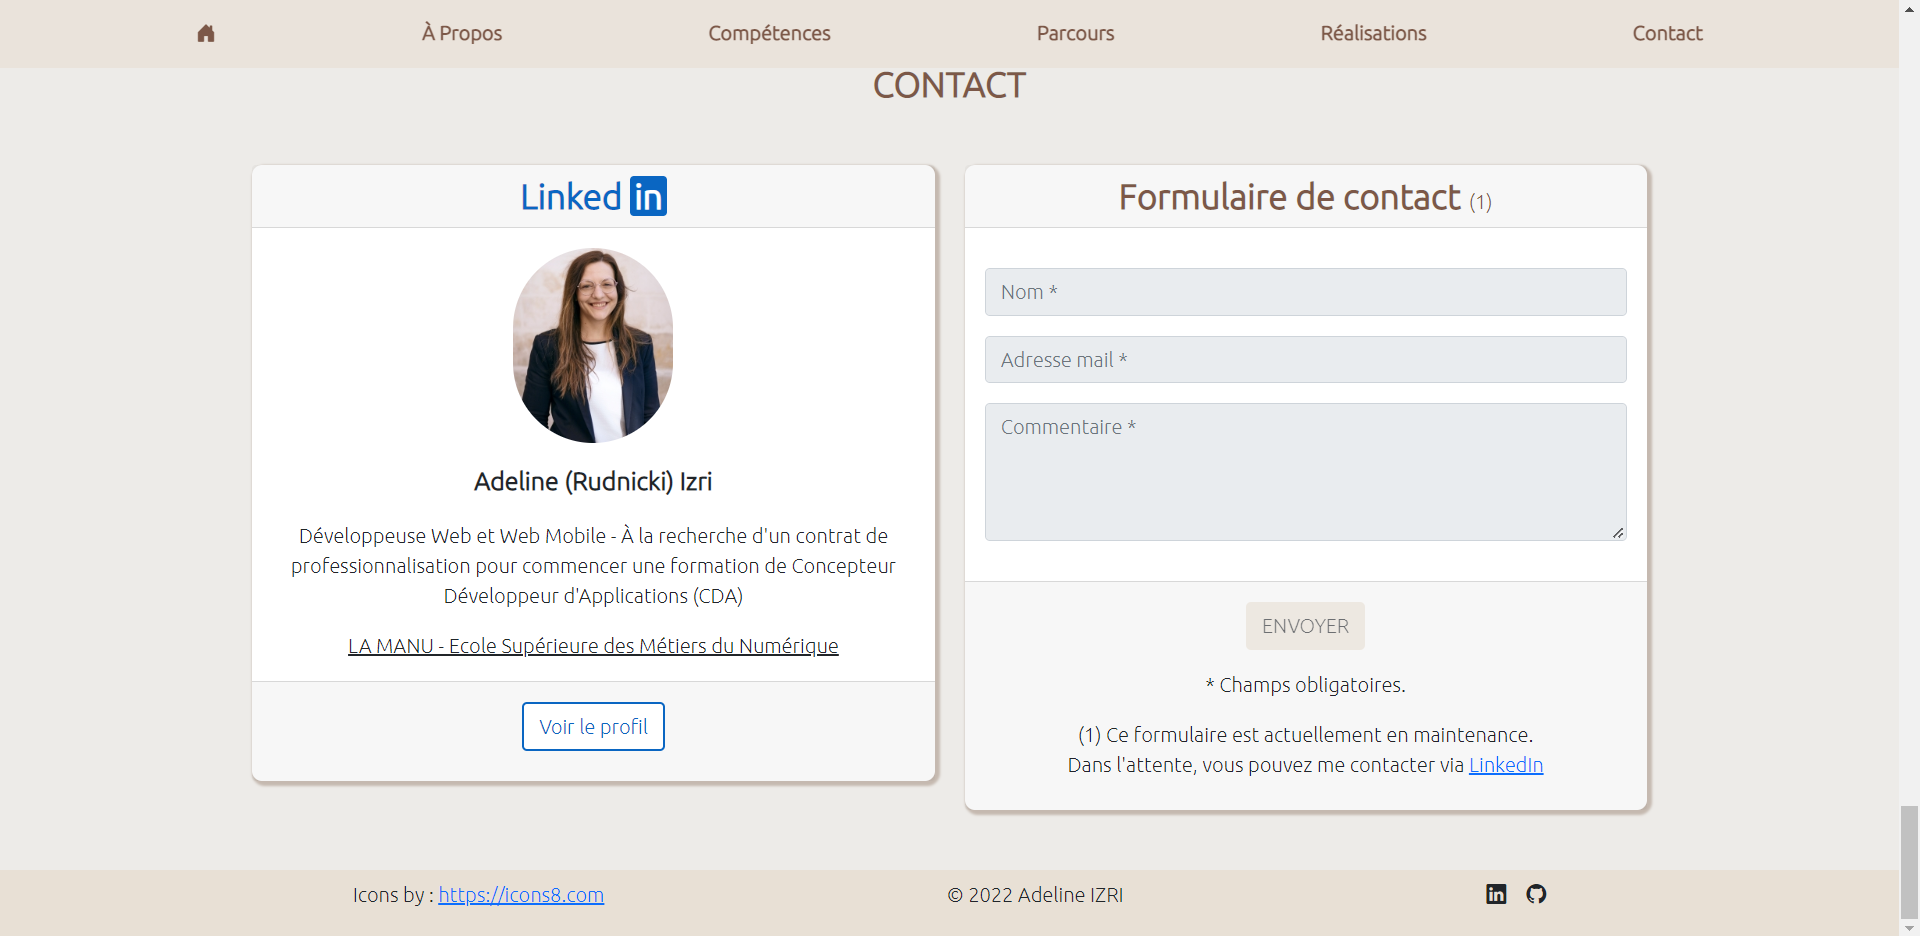 À Propos
Compétences
Parcours
Réalisations
Contact
CONTACT
Linked in
Adeline (Rudnicki) Izri
Développeuse Web et Web Mobile - À la recherche d'un contrat de
professionnalisation pour commencer une formation de Concepteur
Développeur d'Applications (CDA)
LA MANU - Ecole Supérieure des Métiers du Numérique
Voir le profil
Formulaire de contact (1)
Nom *
Adresse mail *
Commentaire *
ENVOYER
* Champs obligatoires.
(1) Ce formulaire est actuellement en maintenance.
Dans l'attente, vous pouvez me contacter via LinkedIn
Icons by : https://icons8.com
© 2022 Adeline IZRI
in